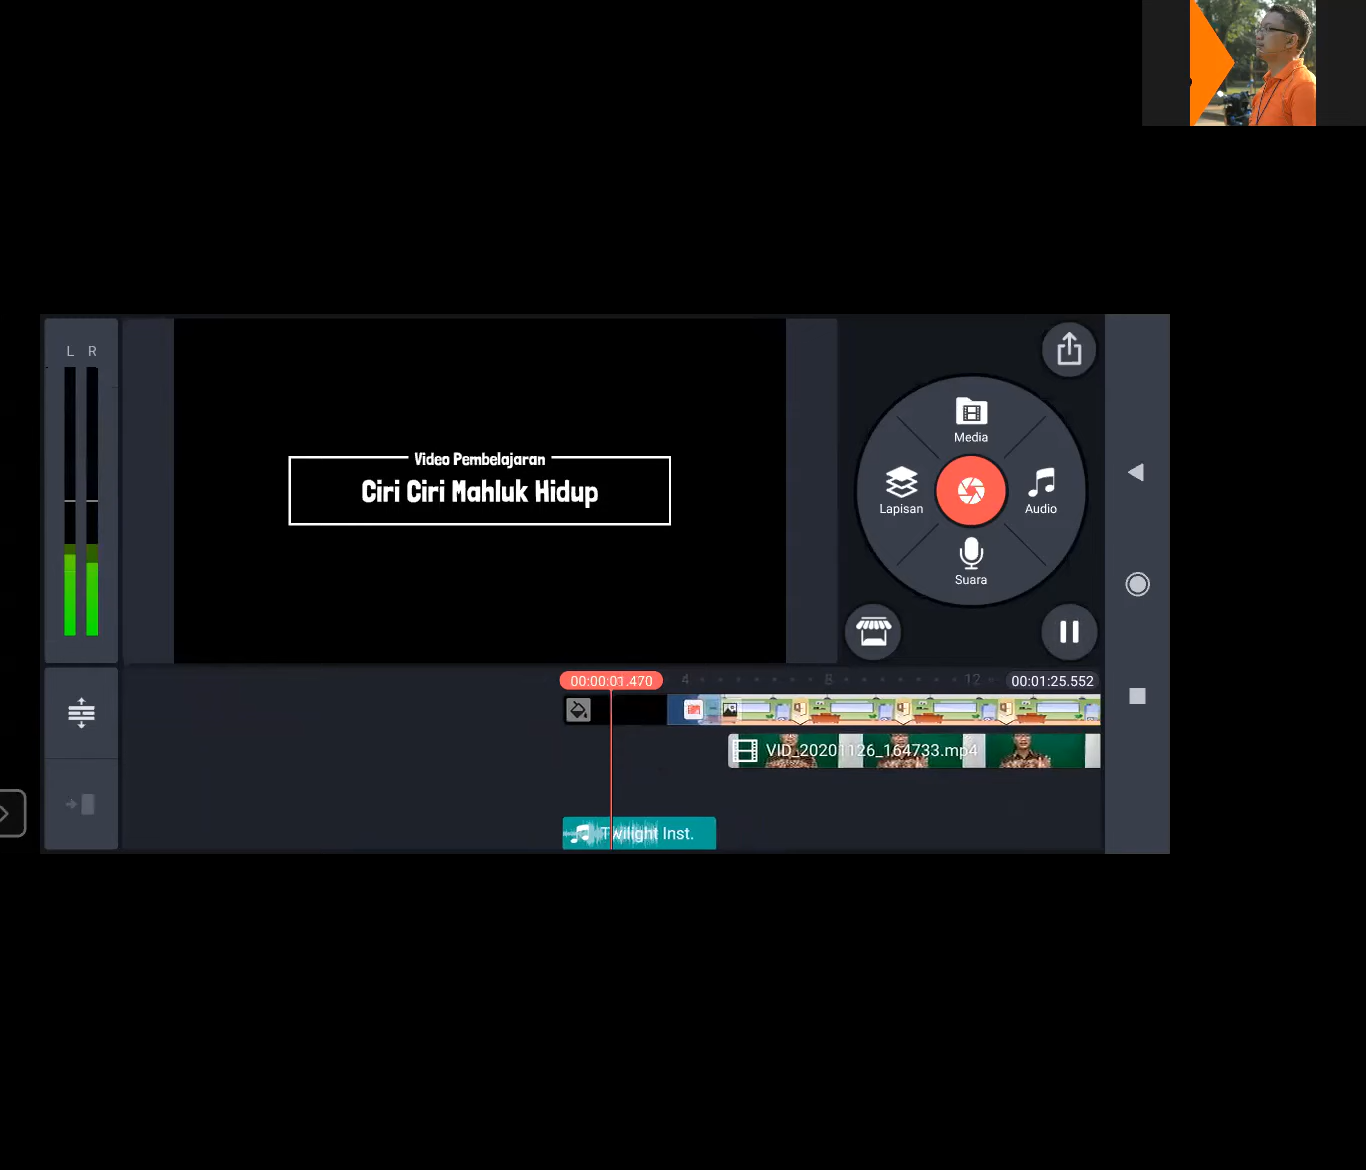 L R
Video Pembelajaran
Ciri Ciri Mahluk Hidup
Media
Lapisan
Audio
Suara
00:00:01.470
4
8
12
00:01:25.552
VID_20201126_164733.mp4
Twilight Inst.